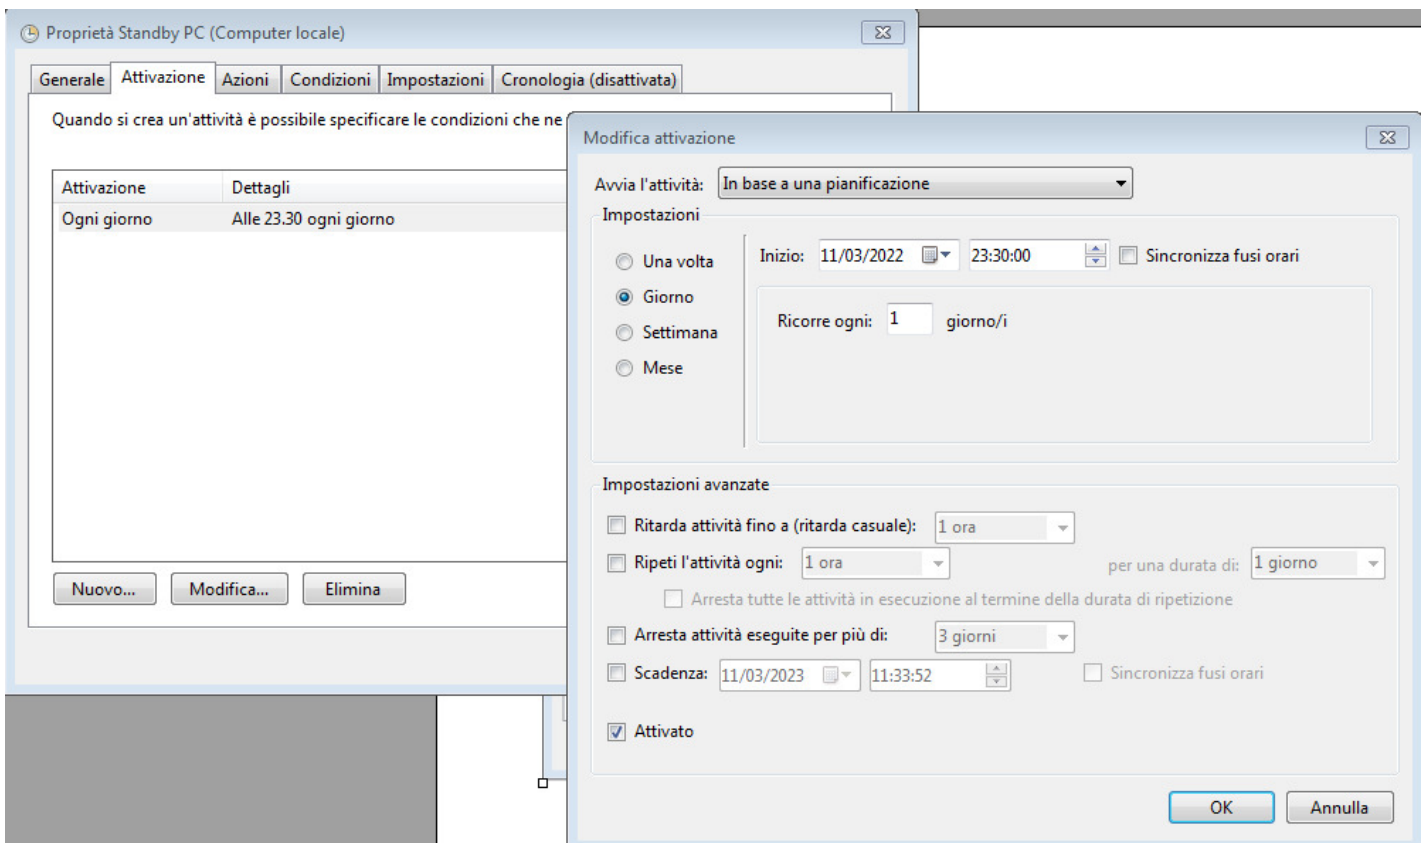 Proprietà Standby PC (Computer locale)
Generale Attivazione Azioni Condizioni Impostazioni Cronologia (disattivata)
Quando si crea un'attività è possibile specificare le condizioni che ne
Attivazione Dettagli
Ogni giorno Alle 23.30 ogni giorno
Nuovo... Modifica... Elimina
Modifica attivazione
Avvia l'attività: In base a una pianificazione
Impostazioni
Una volta
Giorno
Settimana
Mese
Inizio: 11/03/2022 23:30:00 Sincronizza fusi orari
Ricorre ogni: 1 giorno/i
Impostazioni avanzate
Ritarda attività fino a (ritarda casuale): 1 ora
Ripeti l'attività ogni: 1 ora per una durata di: 1 giorno
Arresta tutte le attività in esecuzione al termine della durata di ripetizione
Arresta attività eseguite per più di: 3 giorni
Scadenza: 11/03/2023 11:33:52 Sincronizza fusi orari
Attivato
OK Annulla